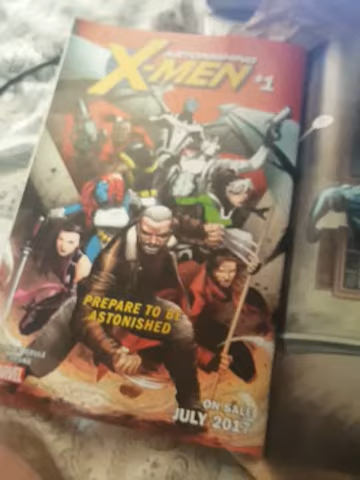 ASTONISHING
X-MEN #1
PREPARE TO BE
ASTONISHED
MARVEL
ON SALE
JULY 2017